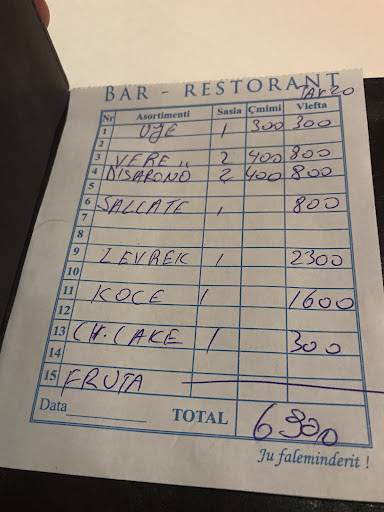 BAR - RESTORANT
TAV 20
Nr Asortimenti Sasia Çmimi Vlefta
1 UJE 1 300 300
2
3 VERE 2 400 800
4 DISARONO 2 400 800
5
6 SALLATE 1 800
7
8
9 LEVREK 1 2300
10
11 KOCE 1 1600
12
13 CH.CAKE 1 300
14
15 FRUTA
Data TOTAL 6900
Ju faleminderit !